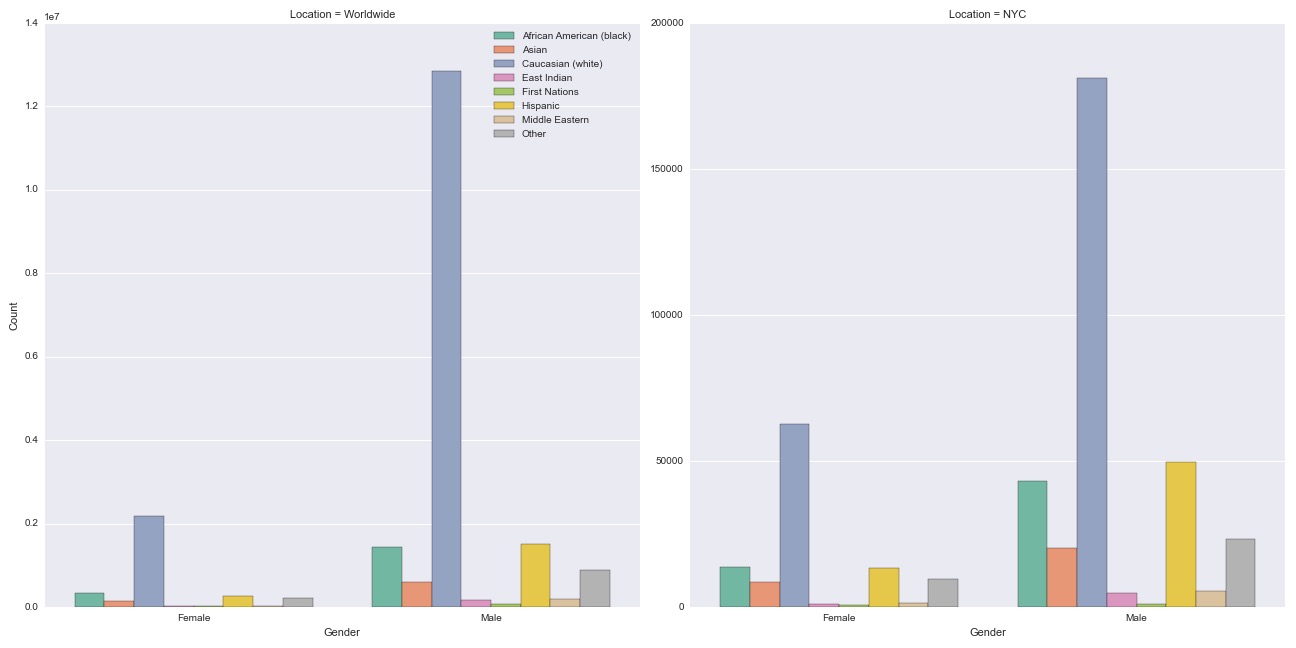 Location = Worldwide
1e7
1.4
1.2
1.0
0.8
0.6
0.4
0.2
0.0
Count
African American (black)
Asian
Caucasian (white)
East Indian
First Nations
Hispanic
Middle Eastern
Other
Female
Male
Gender
Location = NYC
200000
150000
100000
50000
0
Female
Male
Gender